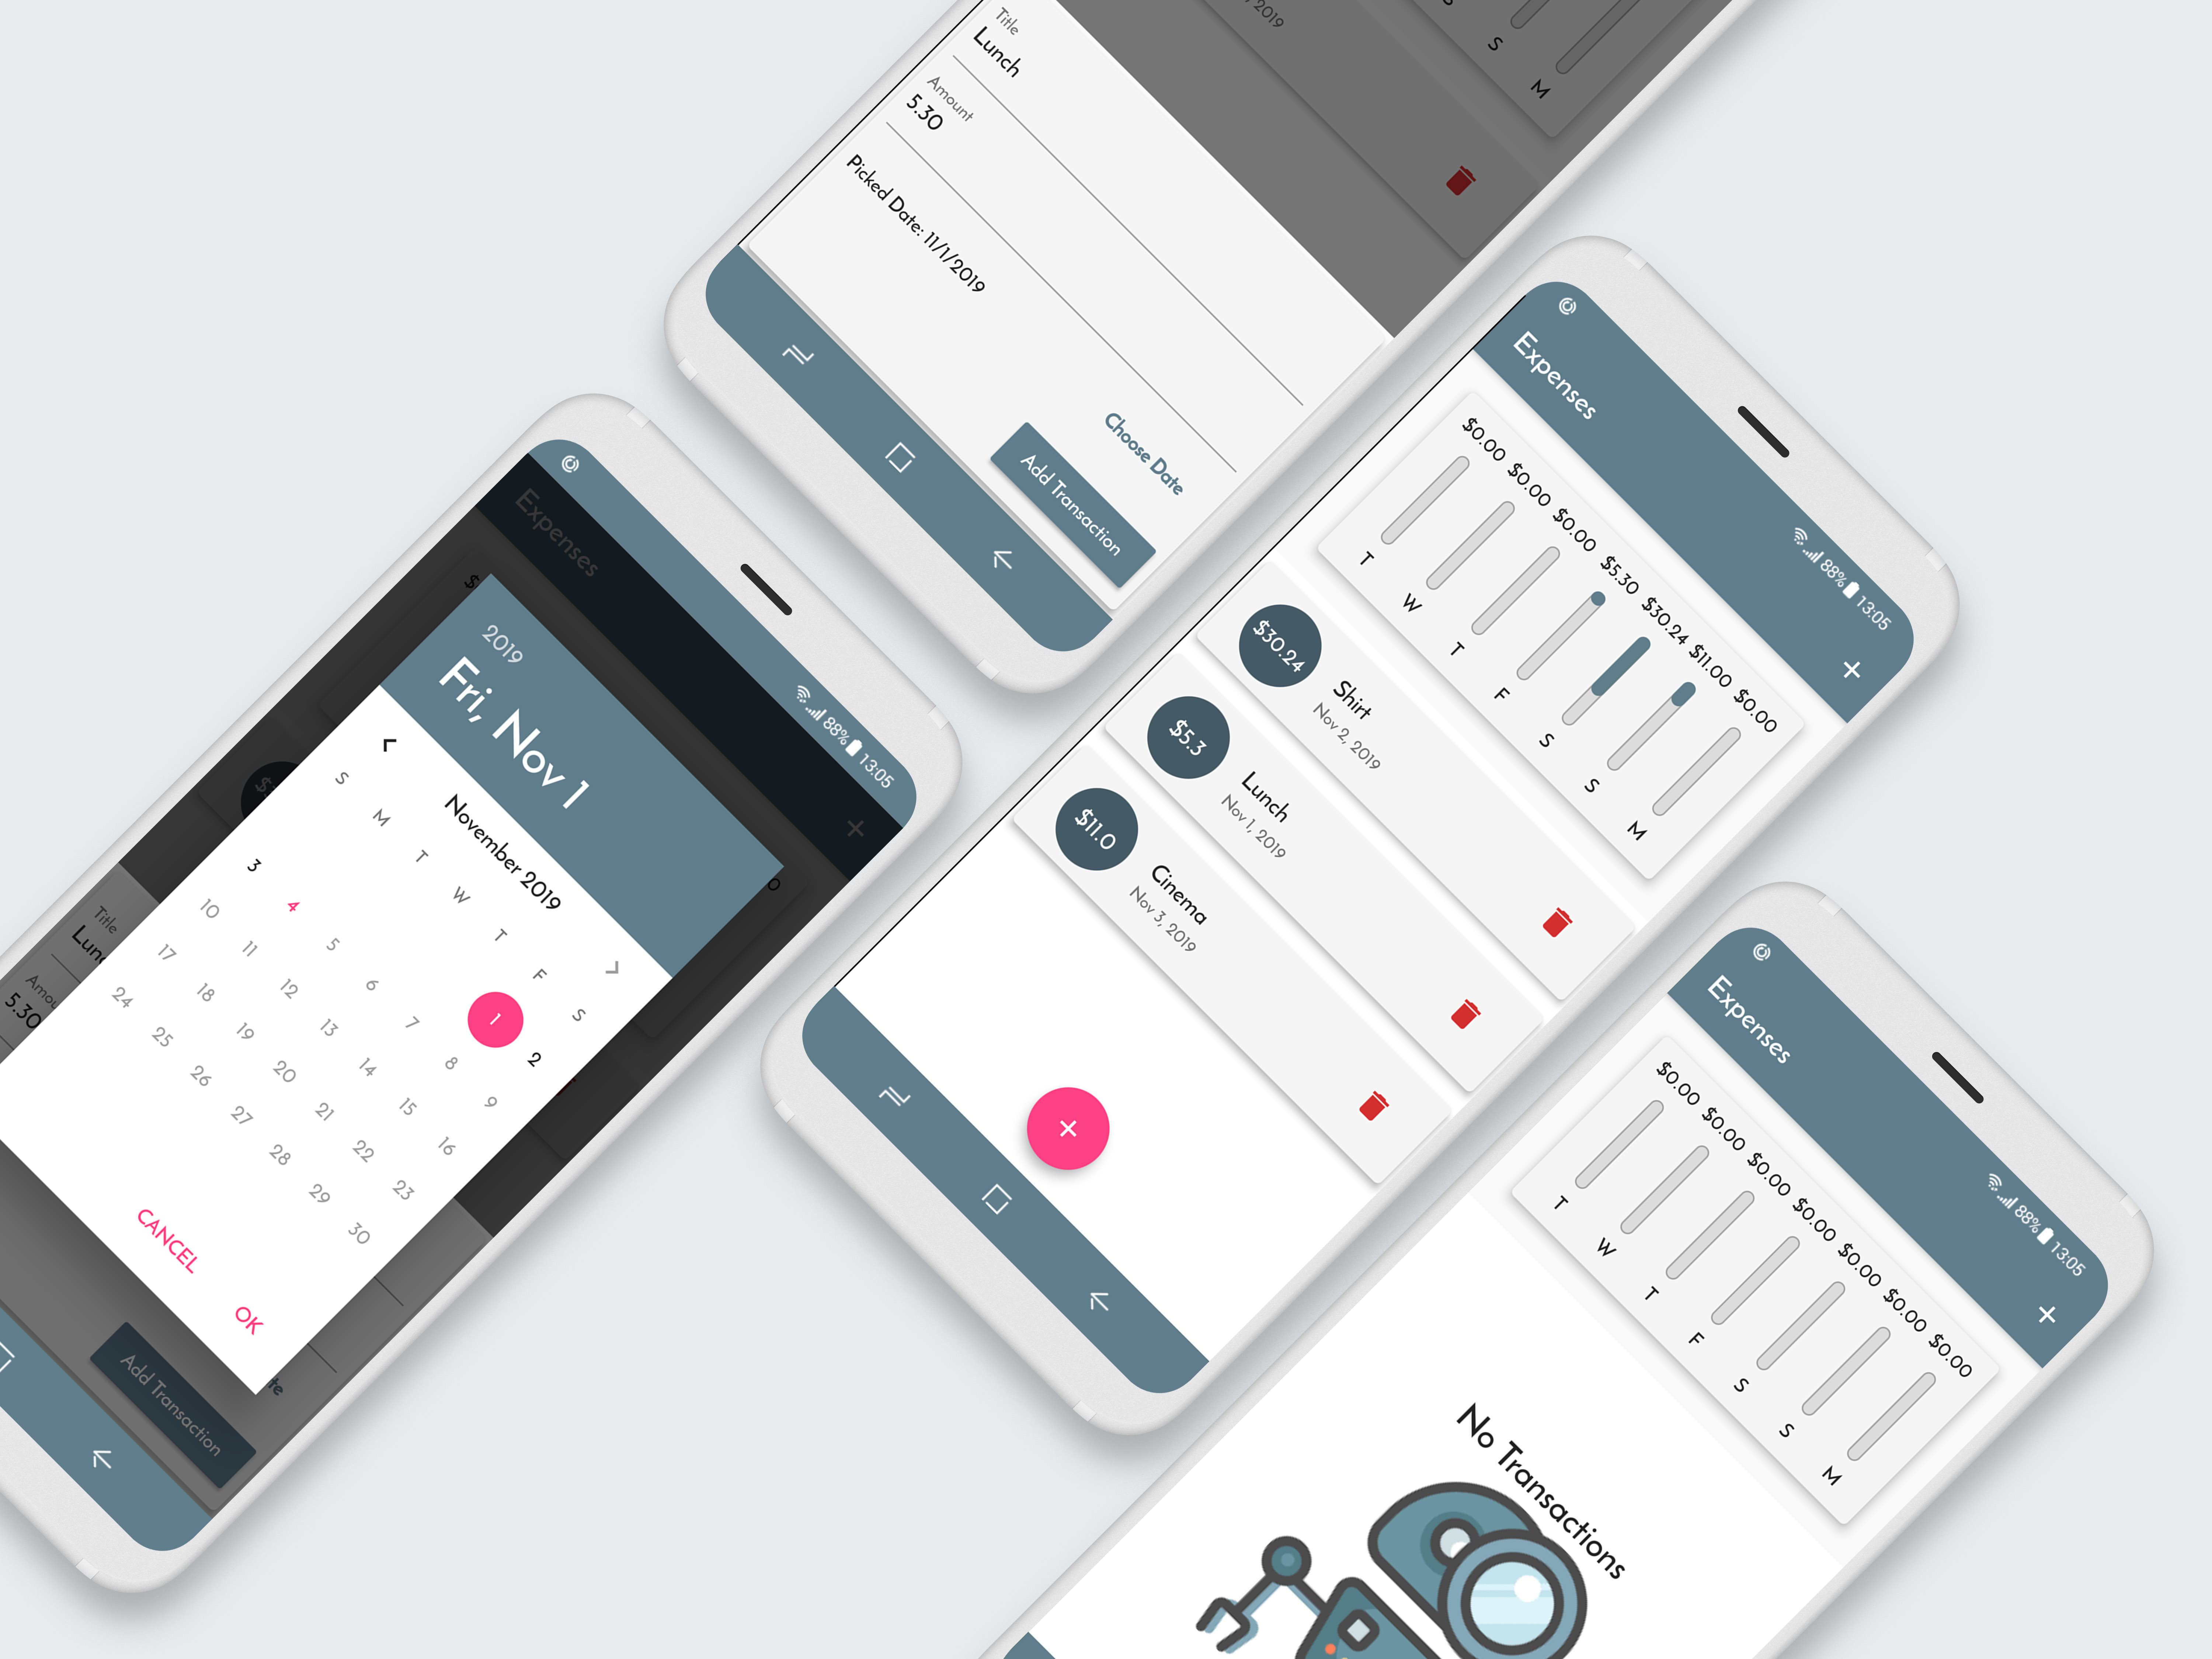 2019
S
M
Title
Lunch
Amount
5.30
Picked Date: 11/1/2019
Choose Date
Add Transaction
88% 13:05
Expenses
$0.00 $0.00 $0.00 $5.30 $30.24 $11.00 $0.00
T W T F S S M
$30.24
Shirt
Nov 2, 2019
$5.3
Lunch
Nov 1, 2019
$11.0
Cinema
Nov 3, 2019
88% 13:05
Expenses
2019
Fri, Nov 1
November 2019
S M T W T F S
1 2
3 4 5 6 7 8 9
10 11 12 13 14 15 16
17 18 19 20 21 22 23
24 25 26 27 28 29 30
CANCEL OK
Title
5.30
Add Transaction
88% 13:05
Expenses
$0.00 $0.00 $0.00 $0.00 $0.00 $0.00 $0.00
T W T F S S M
No Transactions